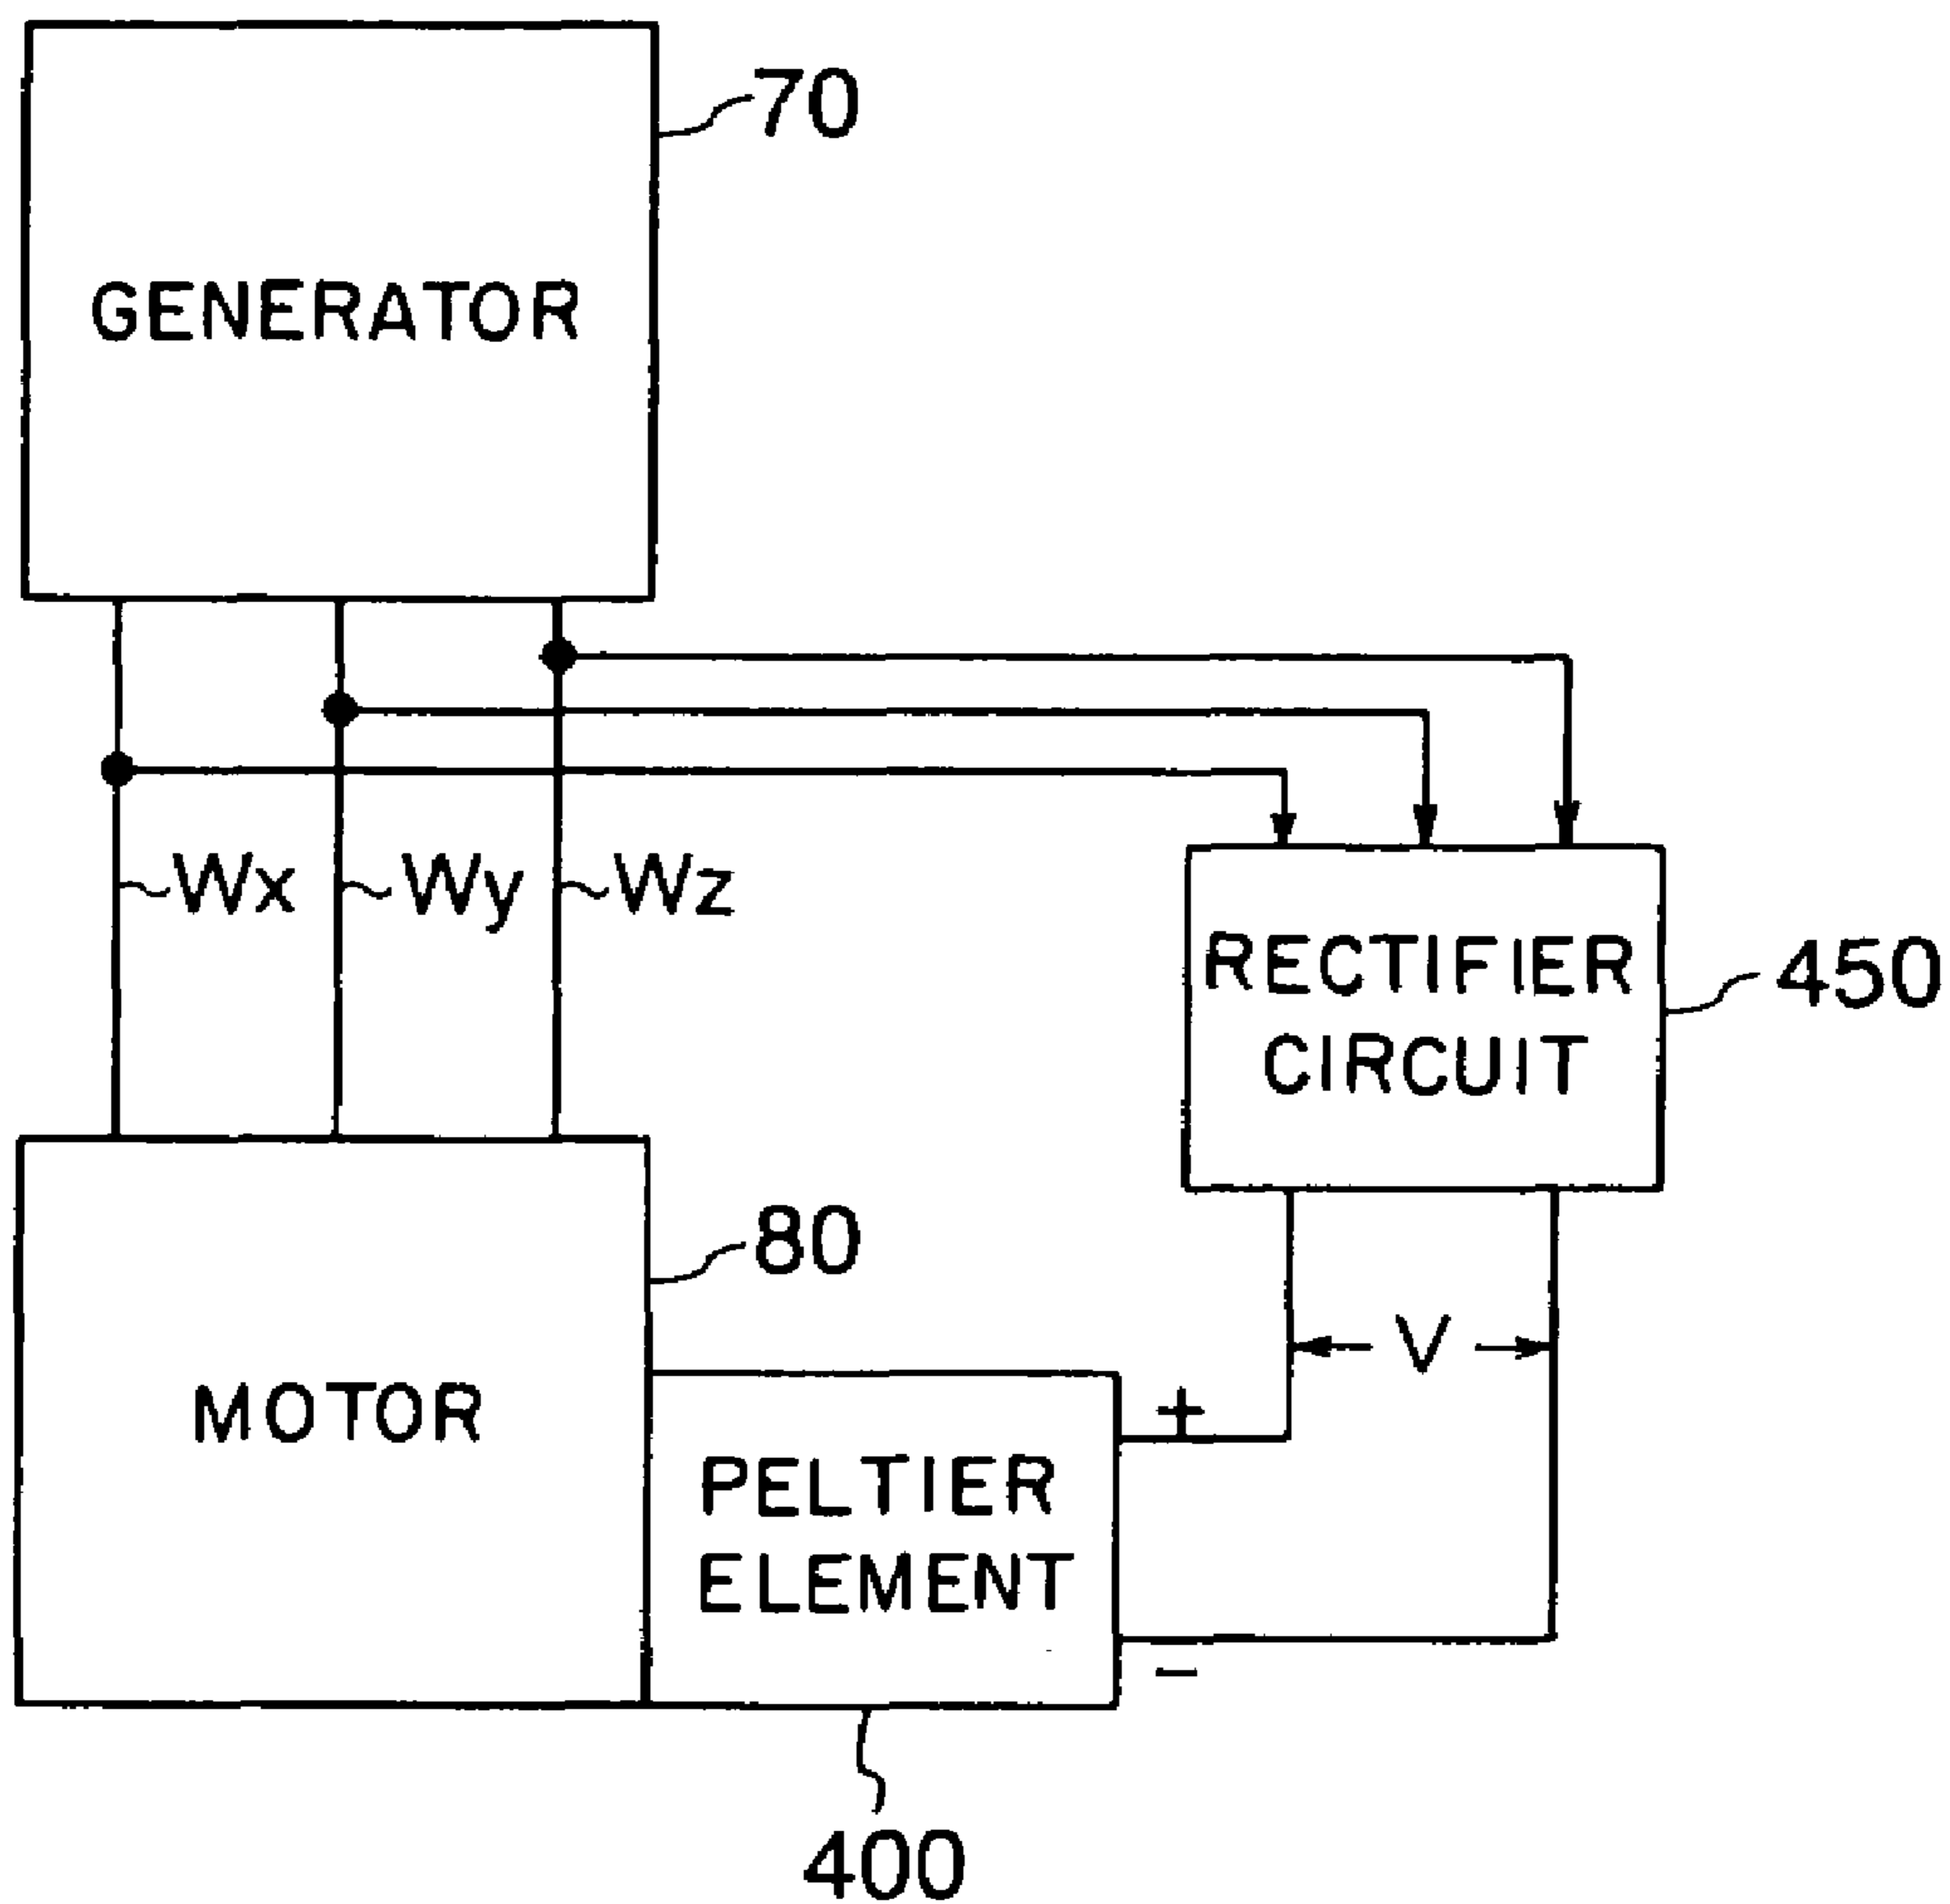 70
GENERATOR
Wx Wy Wz
RECTIFIER
CIRCUIT
450
80
V
MOTOR
+
PELTIER
ELEMENT
−
400